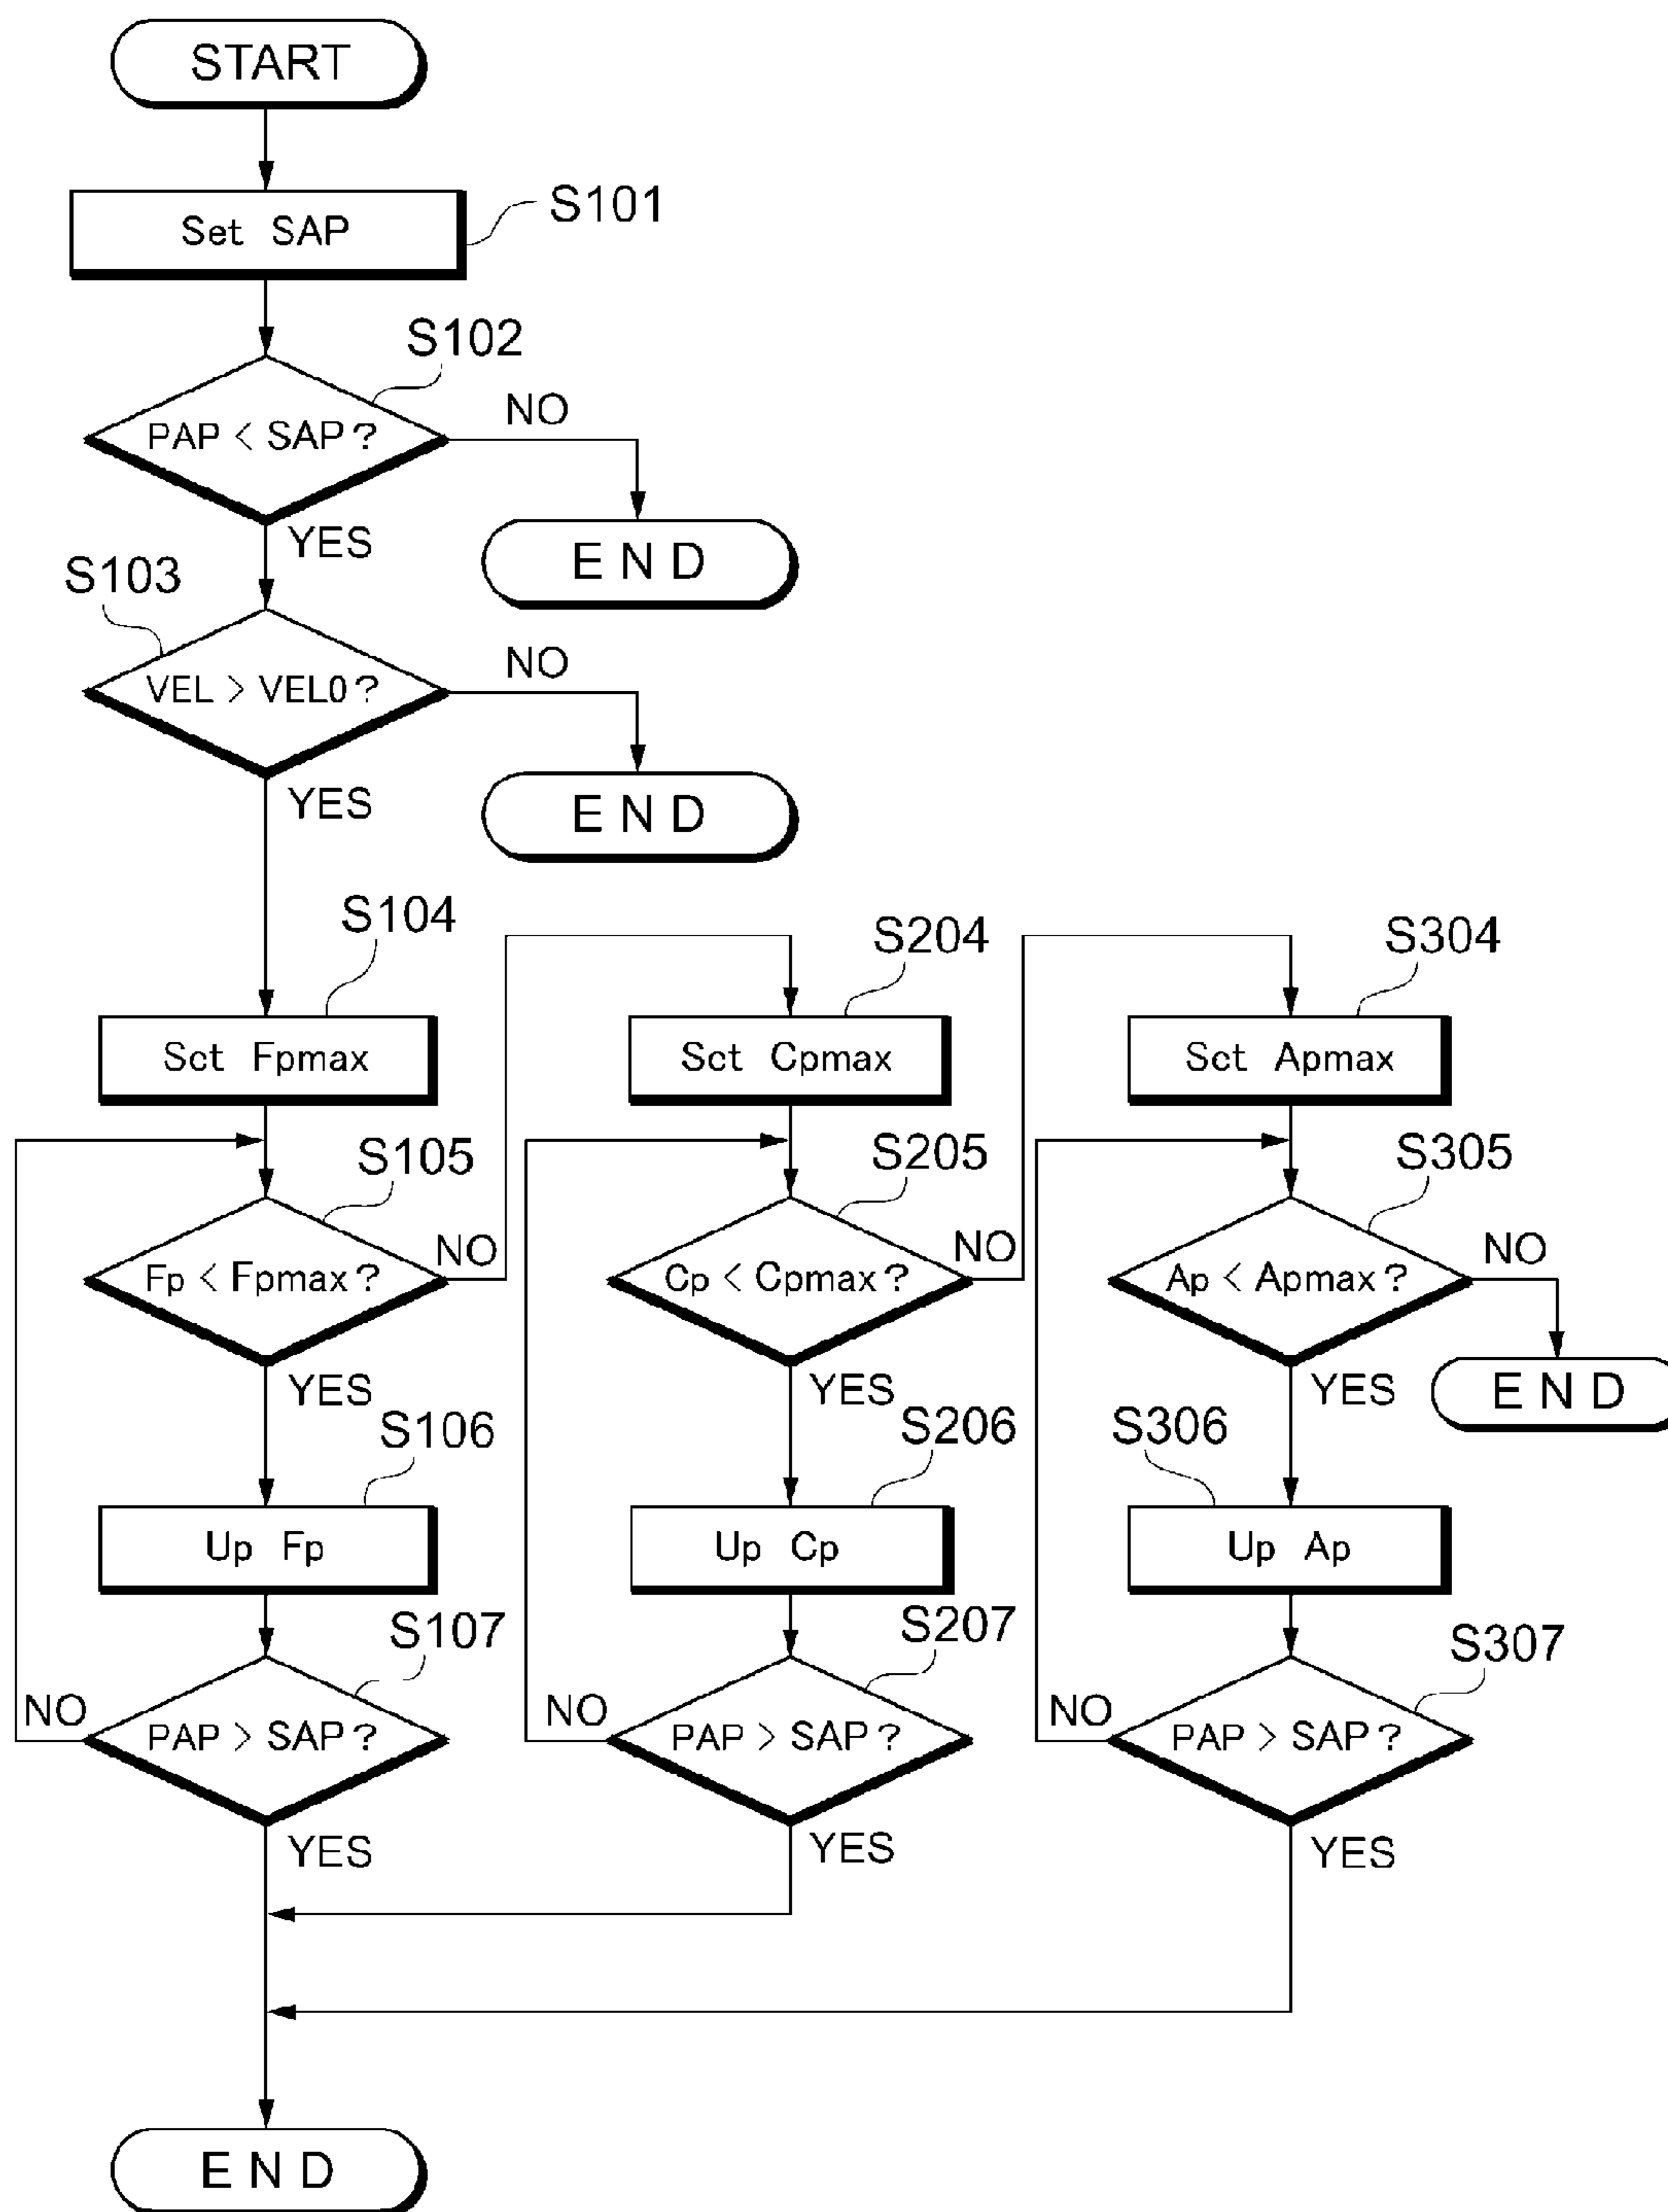 START
Set SAP
S101
S102
PAP < SAP?
NO
YES
END
S103
VEL > VEL0?
NO
YES
END
S104
Sct Fpmax
S204
Sct Cpmax
S304
Sct Apmax
S105
Fp < Fpmax?
NO
YES
S205
Cp < Cpmax?
NO
YES
S305
Ap < Apmax?
NO
YES
END
S106
Up Fp
S206
Up Cp
S306
Up Ap
S107
PAP > SAP?
NO
YES
S207
PAP > SAP?
NO
YES
S307
PAP > SAP?
NO
YES
END